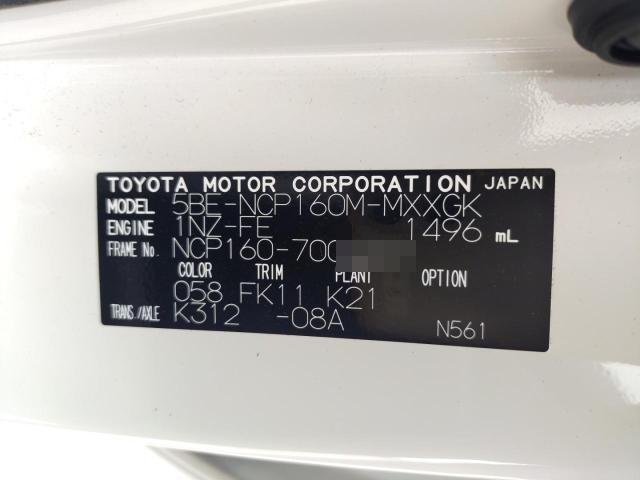 TOYOTA MOTOR CORPORATION JAPAN
MODEL 5BE-NCP160M-MXXGK
ENGINE 1NZ-FE 1496 mL
FRAME No. NCP160-700
COLOR TRIM PLANT OPTION
058 FK11 K21
TRANS./AXLE K312 -08A N561